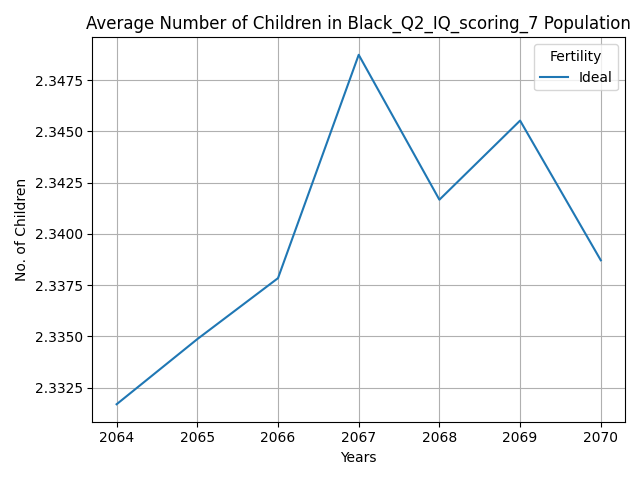 Average Number of Children in Black_Q2_IQ_scoring_7 Population
Fertility
Ideal
2.3475
2.3450
2.3425
2.3400
2.3375
2.3350
2.3325
No. of Children
2064 2065 2066 2067 2068 2069 2070
Years